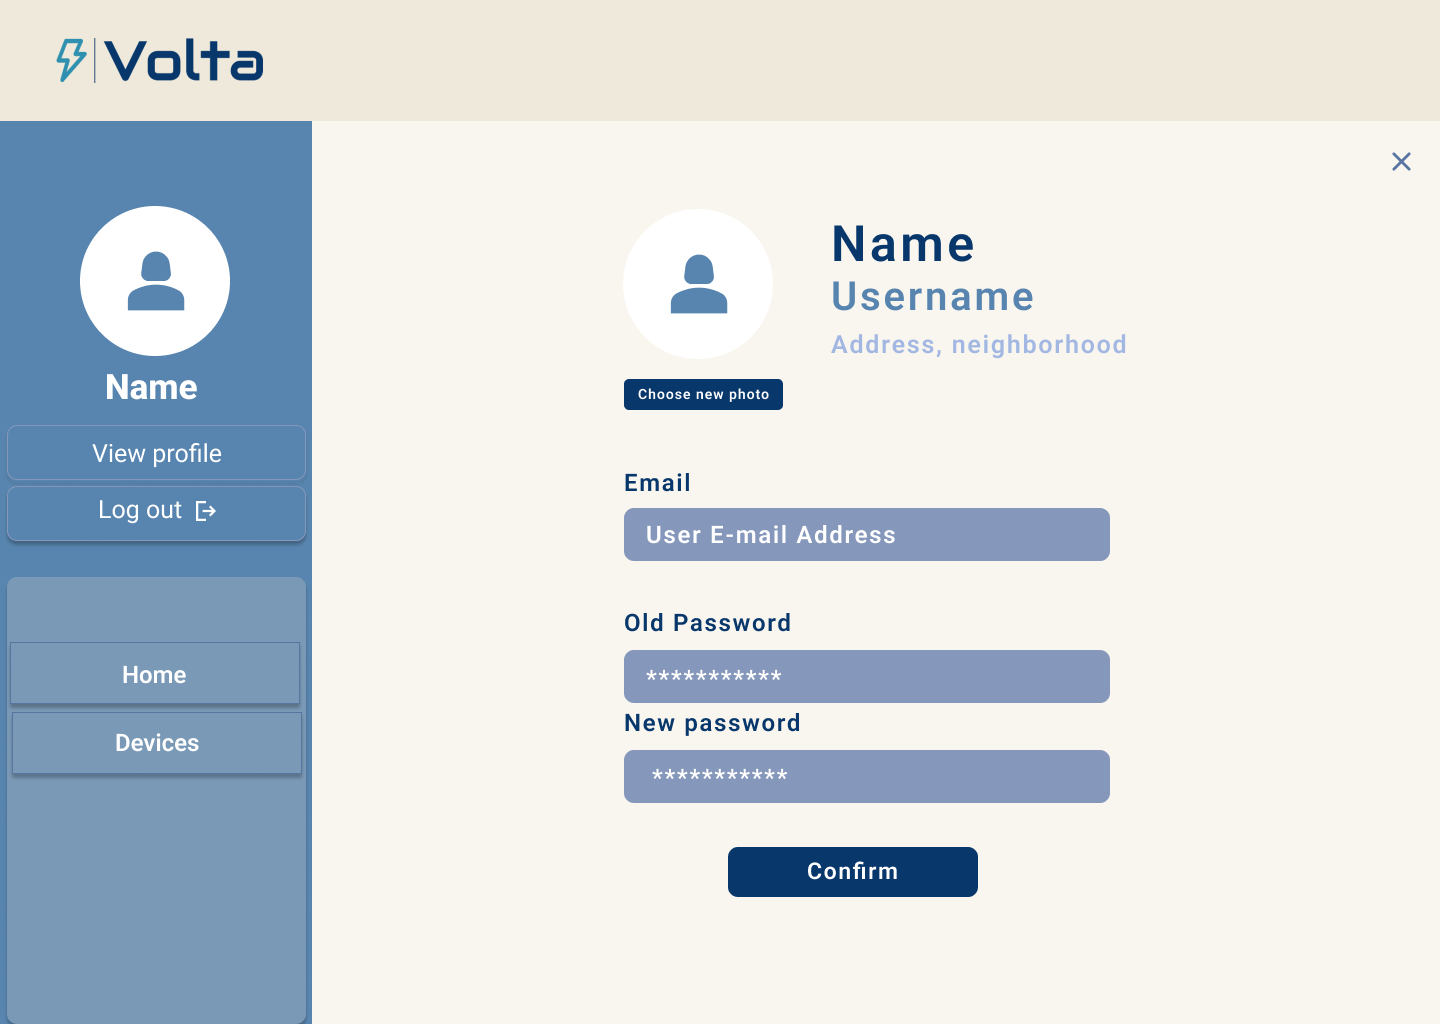 Volta
Name
View profile
Log out
Home
Devices
Name
Username
Address, neighborhood
Choose new photo
Email
User E-mail Address
Old Password
***********
New password
***********
Confirm